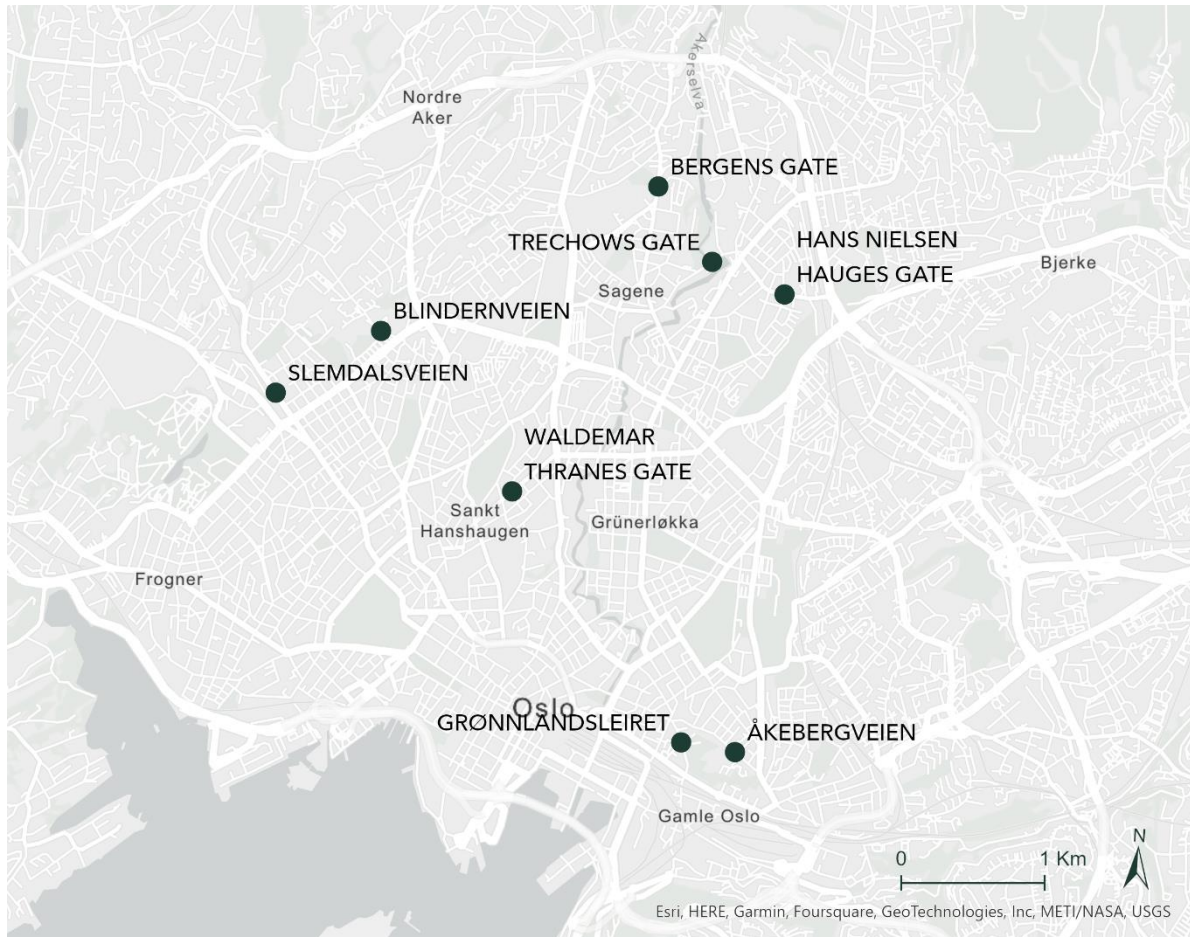 Akerselva
Nordre
Aker
BERGENS GATE
TRECHOWS GATE
HANS NIELSEN
HAUGES GATE
Bjerke
Sagene
BLINDERNVEIEN
SLEMDALSVEIEN
WALDEMAR
THRANES GATE
Sankt
Hanshaugen
Grünerløkka
Frogner
Oslo
GRØNNLANDSLEIRET
ÅKEBERGVEIEN
Gamle Oslo
N
0 1 Km
Esri, HERE, Garmin, Foursquare, GeoTechnologies, Inc, METI/NASA, USGS